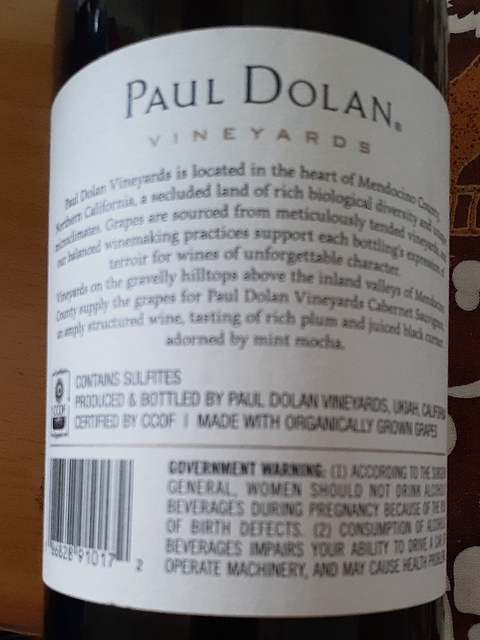 PAUL DOLAN®
VINEYARDS
Paul Dolan Vineyards is located in the heart of Mendocino County,
Northern California, a secluded land of rich biological diversity and
microclimates. Grapes are sourced from meticulously tended vineyards, and
our balanced winemaking practices support each bottling's expression of
terroir for wines of unforgettable character.
Vineyards on the gravelly hilltops above the inland valleys of Mendocino
County supply the grapes for Paul Dolan Vineyards Cabernet Sauvignon,
an amply structured wine, tasting of rich plum and juiced black currant
adorned by mint mocha.
CCOF
CONTAINS SULFITES
PRODUCED & BOTTLED BY PAUL DOLAN VINEYARDS, UKIAH, CALIFORNIA
CERTIFIED BY CCOF | MADE WITH ORGANICALLY GROWN GRAPES
GOVERNMENT WARNING: (1) ACCORDING TO THE SURGEON
GENERAL, WOMEN SHOULD NOT DRINK ALCOHOLIC
BEVERAGES DURING PREGNANCY BECAUSE OF THE RISK
OF BIRTH DEFECTS. (2) CONSUMPTION OF ALCOHOLIC
BEVERAGES IMPAIRS YOUR ABILITY TO DRIVE A CAR OR
OPERATE MACHINERY, AND MAY CAUSE HEALTH PROBLEMS.
86828 91017 2